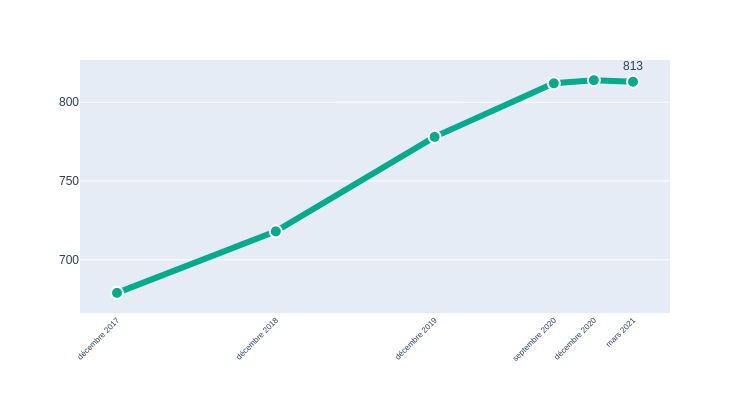 813
800
750
700
décembre 2017
décembre 2018
décembre 2019
septembre 2020
décembre 2020
mars 2021